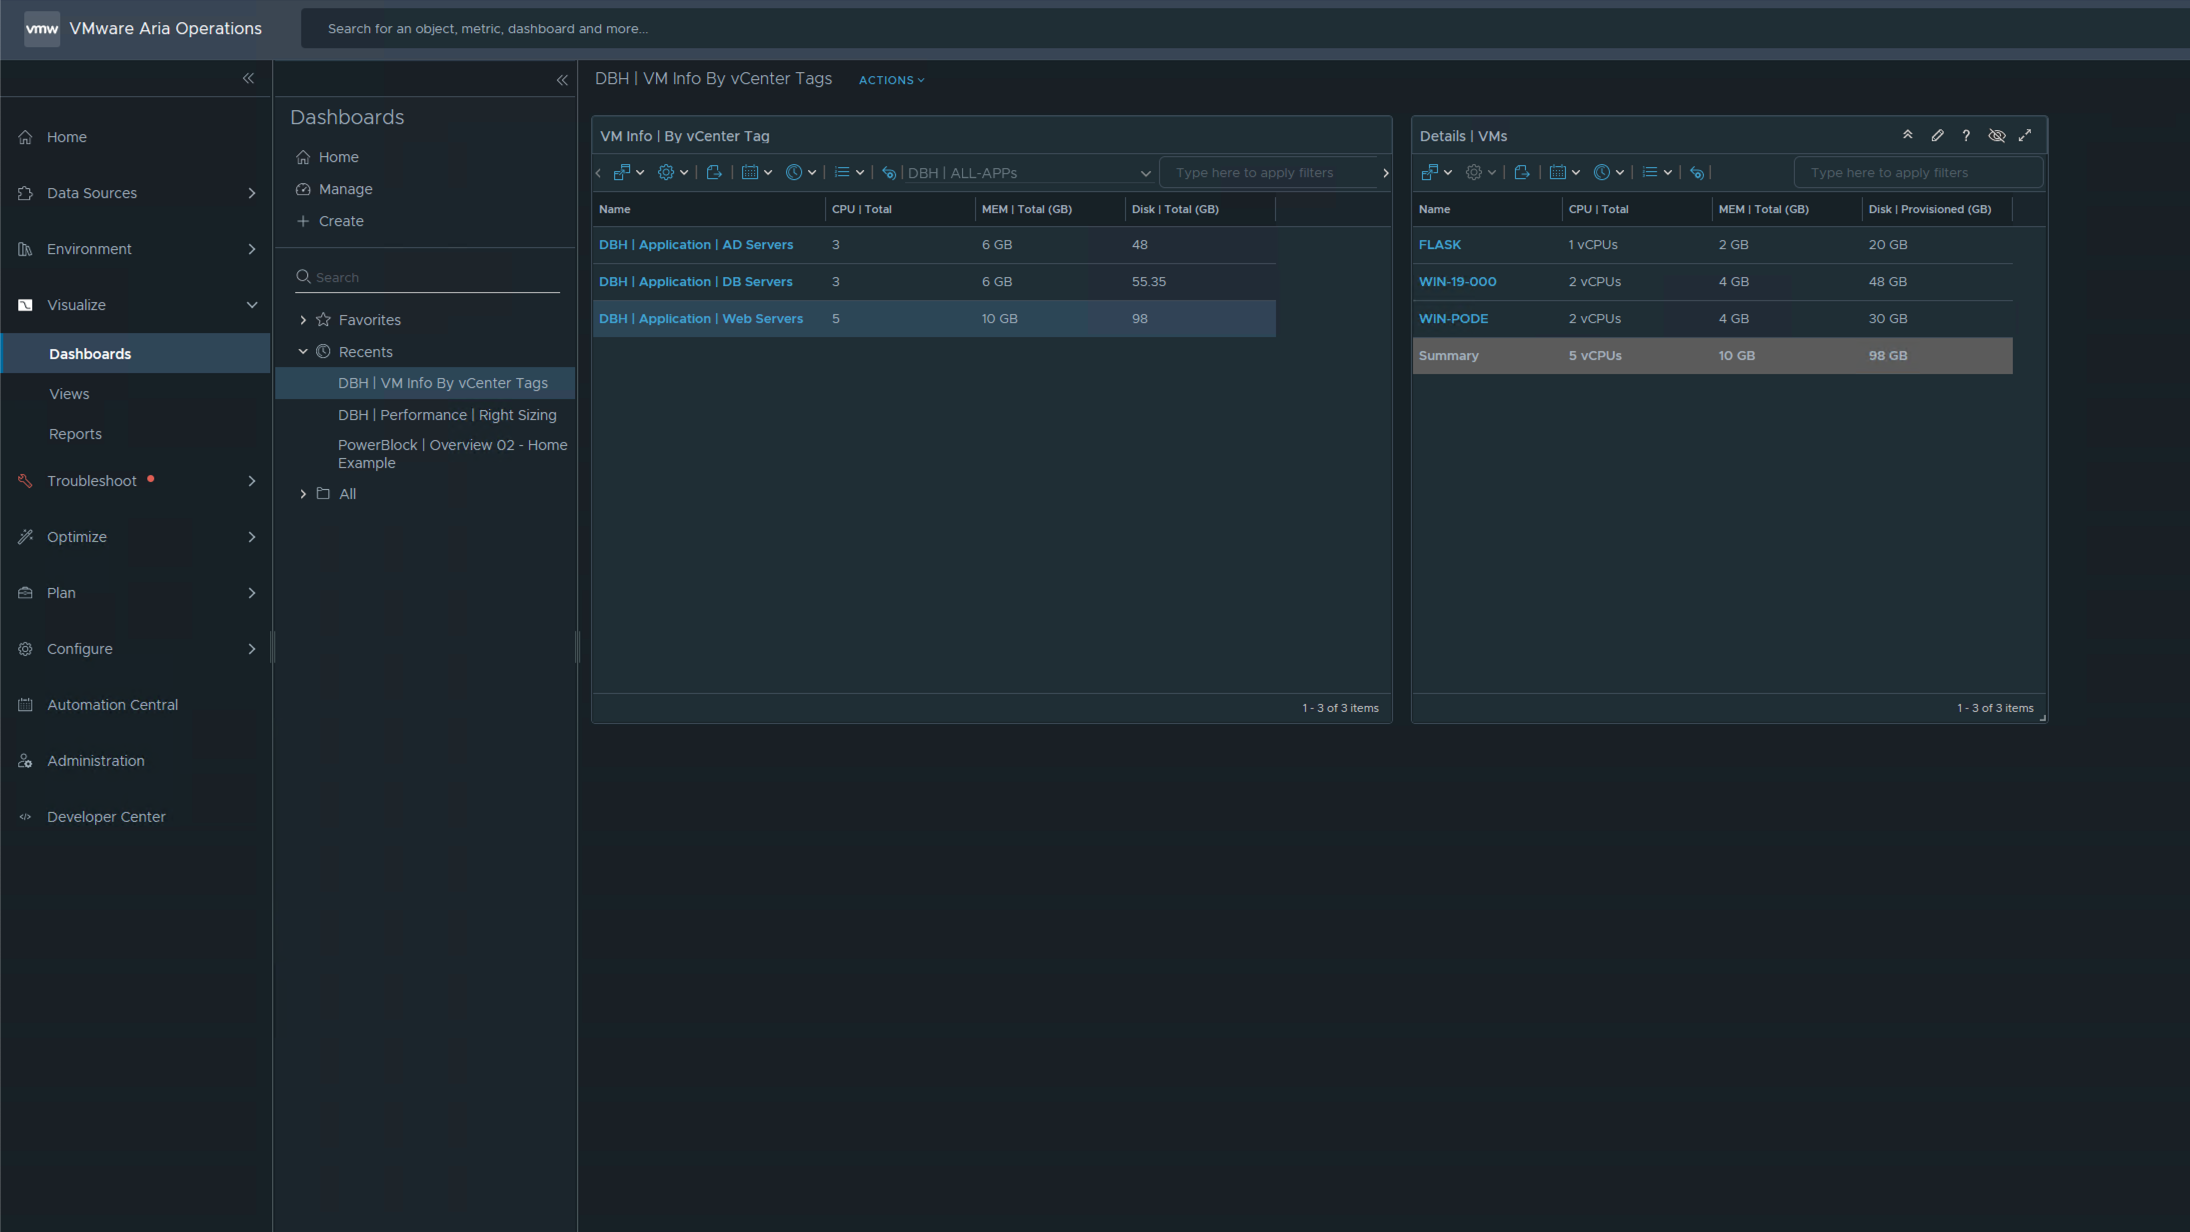 vmw VMware Aria Operations
Search for an object, metric, dashboard and more...
Home
Data Sources
Environment
Visualize
Dashboards
Views
Reports
Troubleshoot
Optimize
Plan
Configure
Automation Central
Administration
Developer Center
Dashboards
Home
Manage
Create
Search
Favorites
Recents
DBH | VM Info By vCenter Tags
DBH | Performance | Right Sizing
PowerBlock | Overview 02 - Home
Example
All
DBH | VM Info By vCenter Tags ACTIONS
VM Info | By vCenter Tag
DBH | ALL-APPs Type here to apply filters
Name CPU | Total MEM | Total (GB) Disk | Total (GB)
DBH | Application | AD Servers 3 6 GB 48
DBH | Application | DB Servers 3 6 GB 55.35
DBH | Application | Web Servers 5 10 GB 98
1 - 3 of 3 items
Details | VMs ?
Type here to apply filters
Name CPU | Total MEM | Total (GB) Disk | Provisioned (GB)
FLASK 1 vCPUs 2 GB 20 GB
WIN-19-000 2 vCPUs 4 GB 48 GB
WIN-PODE 2 vCPUs 4 GB 30 GB
Summary 5 vCPUs 10 GB 98 GB
1 - 3 of 3 items